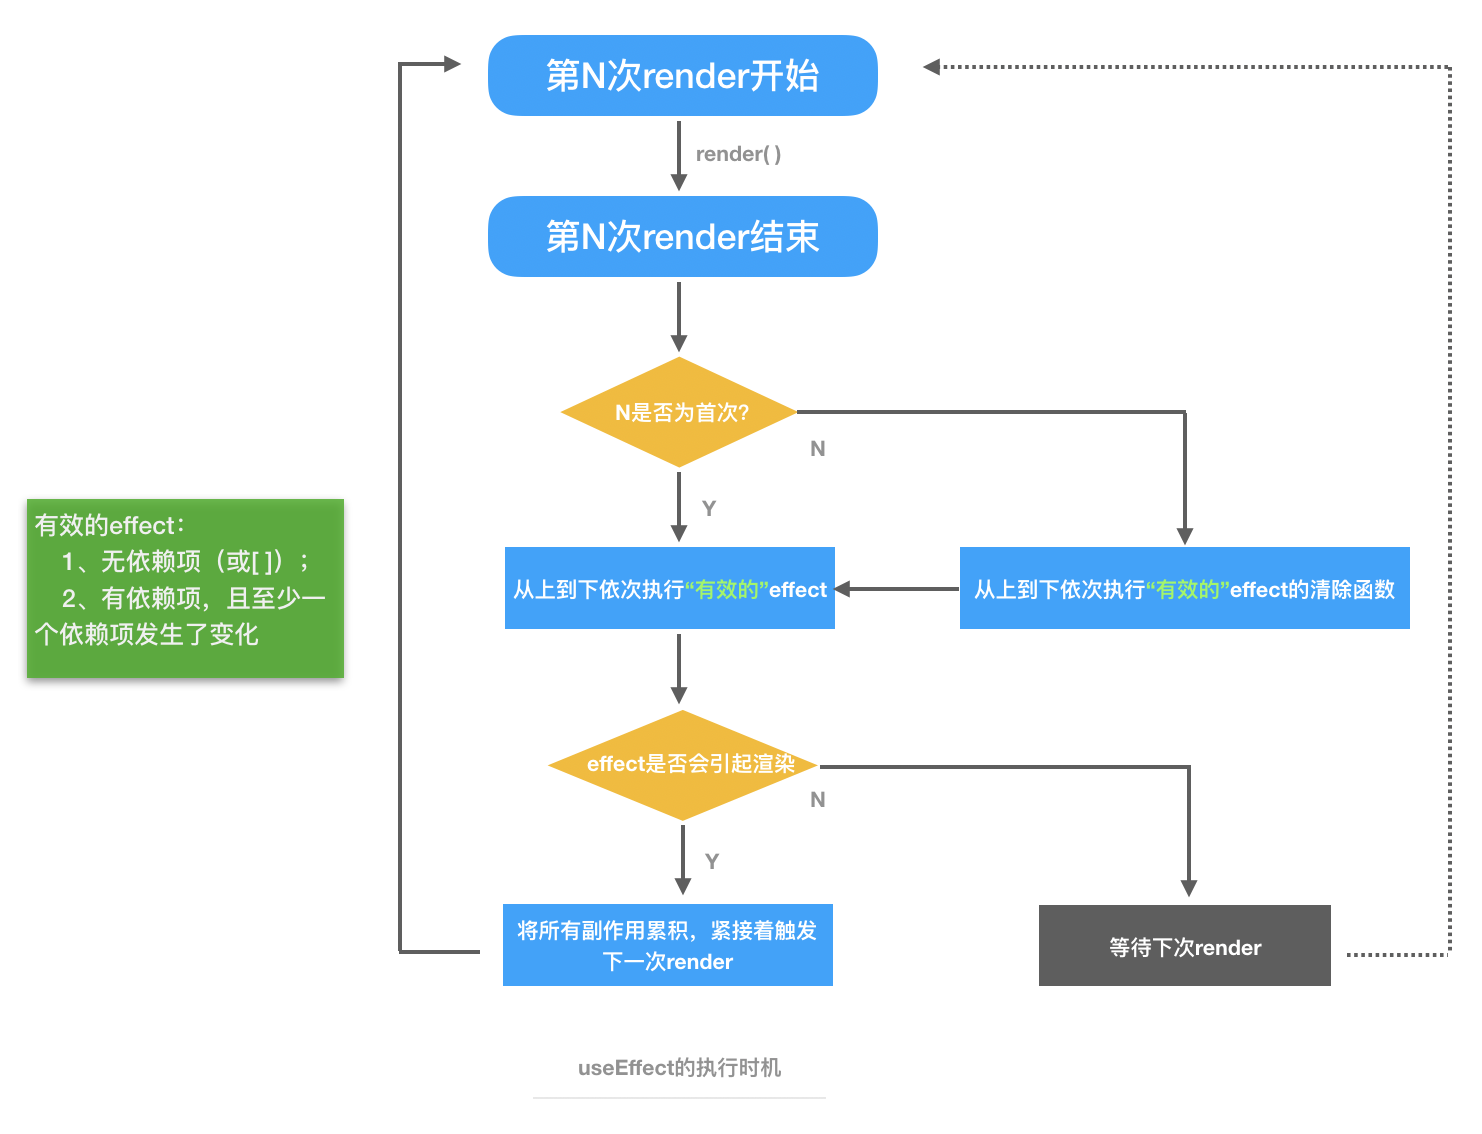 第N次render开始
render( )
第N次render结束
N是否为首次?
N
Y
有效的effect：
1、无依赖项（或[ ]）；
2、有依赖项，且至少一
个依赖项发生了变化
从上到下依次执行“有效的”effect
从上到下依次执行“有效的”effect的清除函数
effect是否会引起渲染
N
Y
将所有副作用累积，紧接着触发
下一次render
等待下次render
useEffect的执行时机